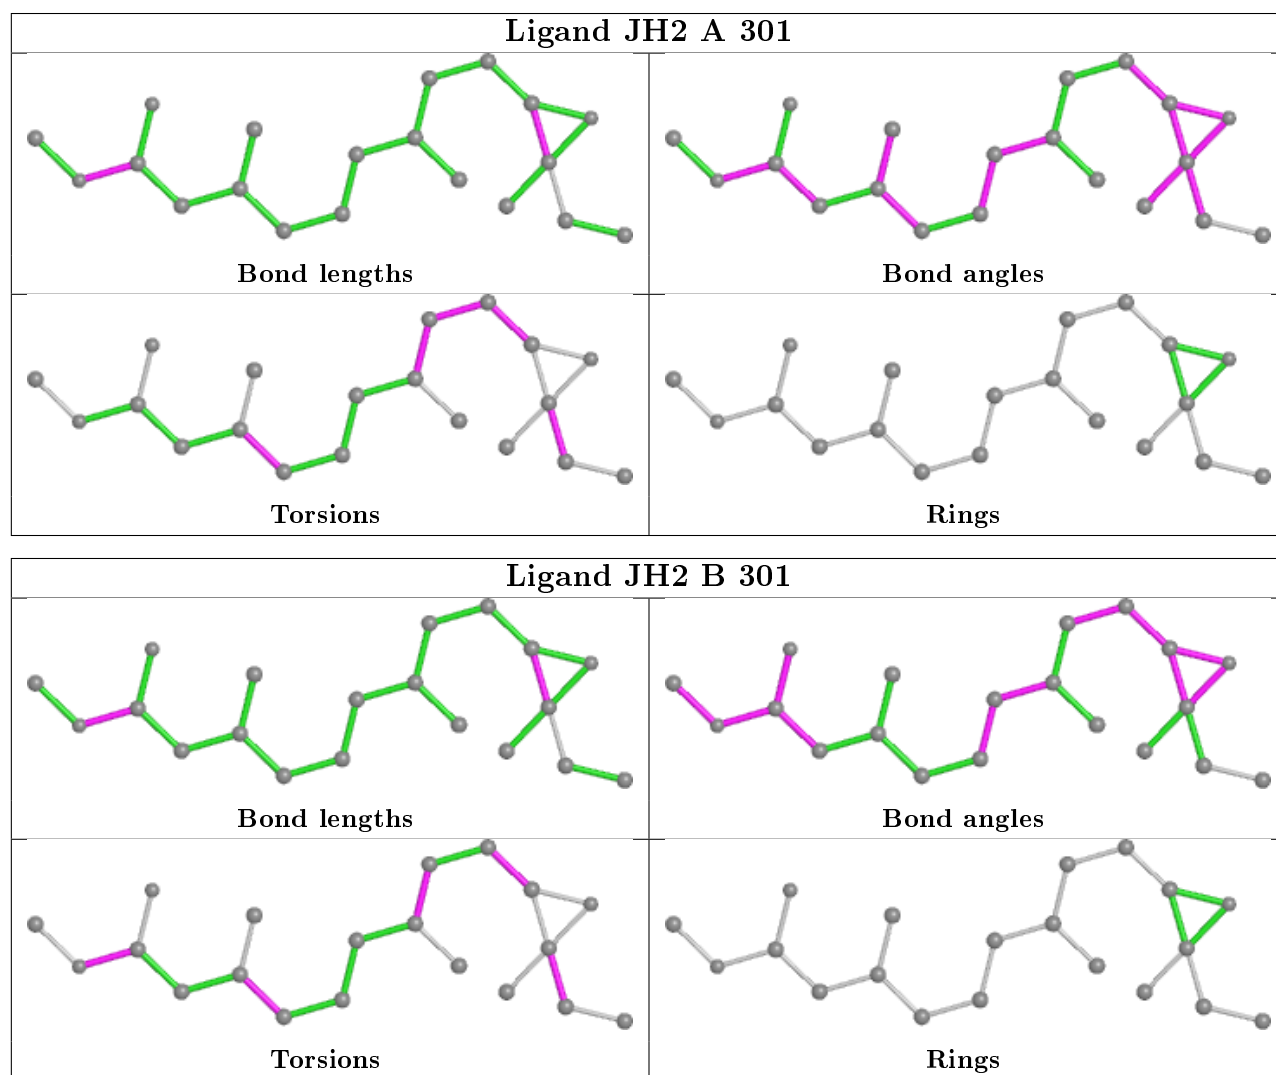 Ligand JH2 A 301
Bond lengths
Bond angles
Torsions
Rings
Ligand JH2 B 301
Bond lengths
Bond angles
Torsions
Rings